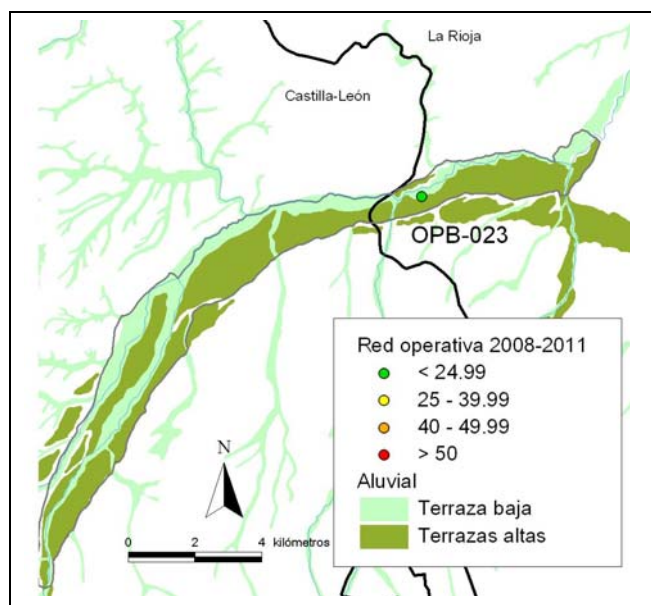 La Rioja
Castilla-León
OPB-023
Red operativa 2008-2011
< 24.99
25 - 39.99
40 - 49.99
> 50
Aluvial
Terraza baja
Terrazas altas
N
0 2 4 kilómetros